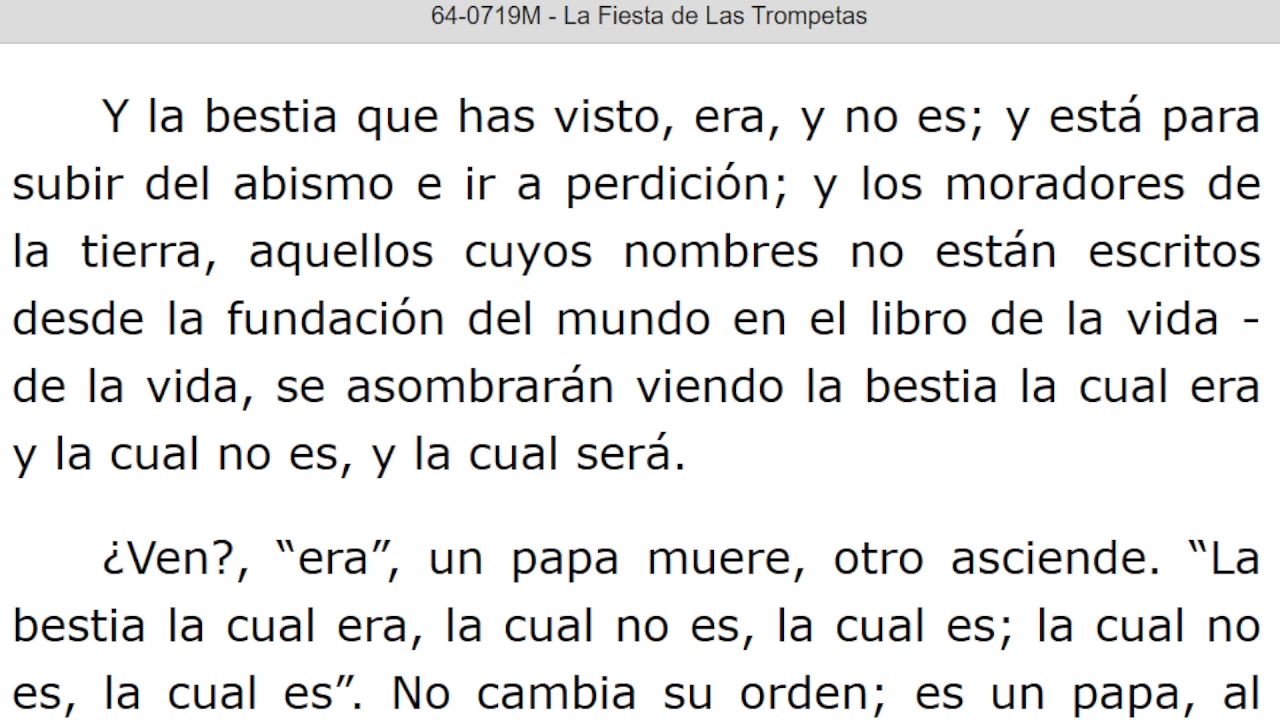 64-0719M - La Fiesta de Las Trompetas
Y la bestia que has visto, era, y no es; y está para
subir del abismo e ir a perdición; y los moradores de
la tierra, aquellos cuyos nombres no están escritos
desde la fundación del mundo en el libro de la vida -
de la vida, se asombrarán viendo la bestia la cual era
y la cual no es, y la cual será.
¿Ven?, “era”, un papa muere, otro asciende. “La
bestia la cual era, la cual no es, la cual es; la cual no
es, la cual es”. No cambia su orden; es un papa, al